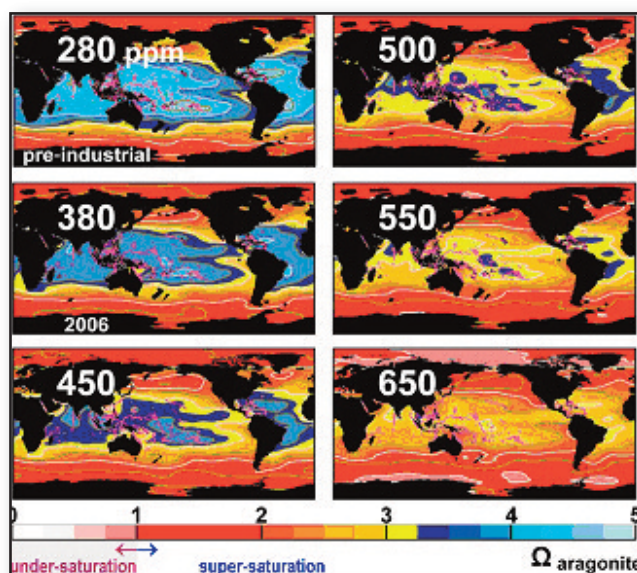 280 ppm
pre-industrial
500
380
2006
550
450
650
0 1 2 3 4 5
under-saturation super-saturation Ω aragonite